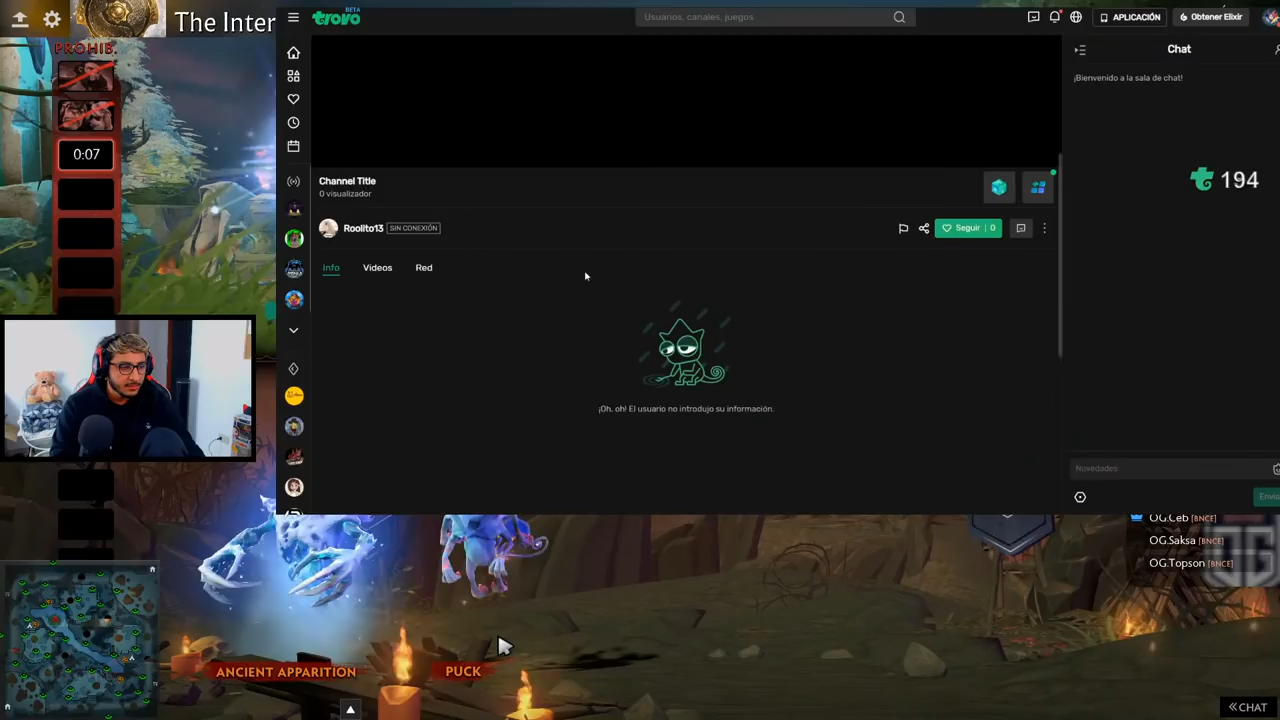 The Inter
PROHIB.
0:07
BETA
trovo
Usuarios, canales, juegos
APLICACIÓN
Obtener Elixir
Chat
¡Bienvenido a la sala de chat!
194
Channel Title
0 visualizador
Roolito13
SIN CONEXIÓN
Seguir | 0
Info
Videos
Red
¡Oh, oh! El usuario no introdujo su información.
Novedades
Envia
OG.Ceb [BNCE]
OG.Saksa [BNCE]
OG.Topson [BNCE]
ANCIENT APPARITION
PUCK
«CHAT